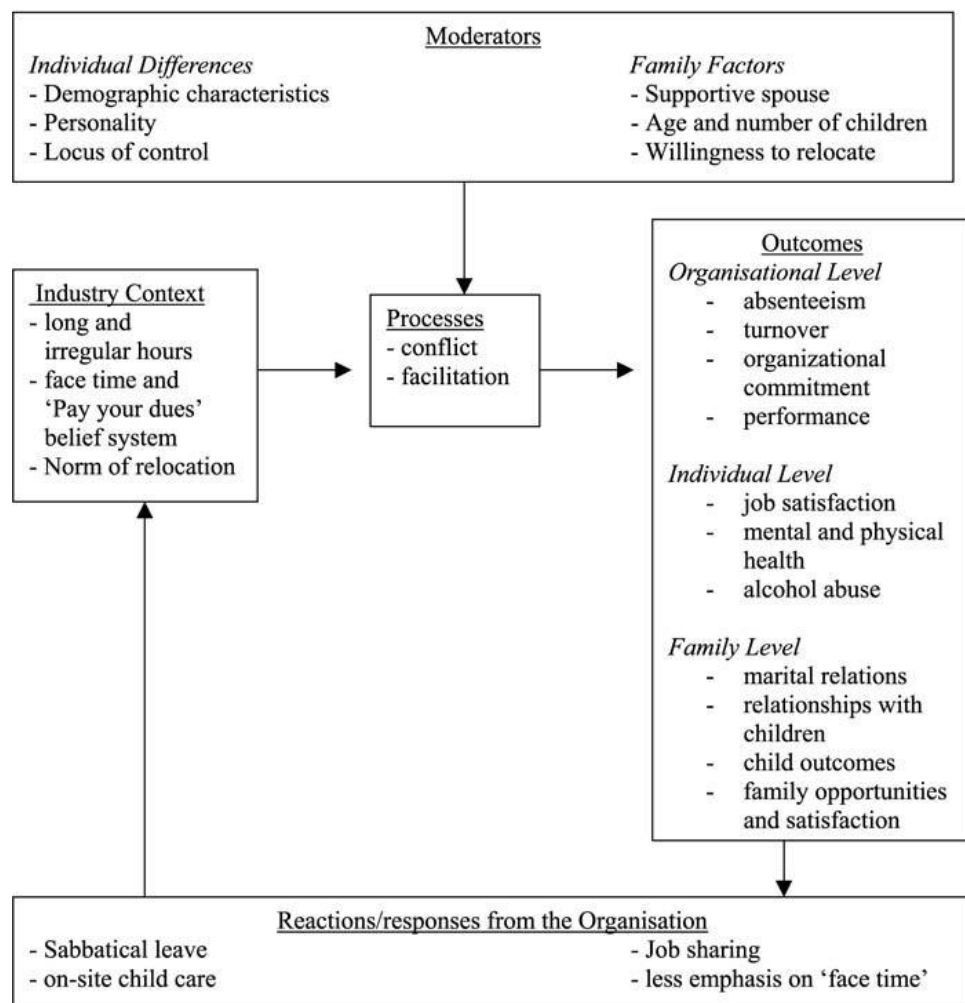 Moderators
Individual Differences
- Demographic characteristics
- Personality
- Locus of control
Family Factors
- Supportive spouse
- Age and number of children
- Willingness to relocate
Industry Context
- long and
irregular hours
- face time and
‘Pay your dues’
belief system
- Norm of relocation
Processes
- conflict
- facilitation
Outcomes
Organisational Level
- absenteeism
- turnover
- organizational
commitment
- performance
Individual Level
- job satisfaction
- mental and physical
health
- alcohol abuse
Family Level
- marital relations
- relationships with
children
- child outcomes
- family opportunities
and satisfaction
Reactions/responses from the Organisation
- Sabbatical leave
- on-site child care
- Job sharing
- less emphasis on ‘face time’